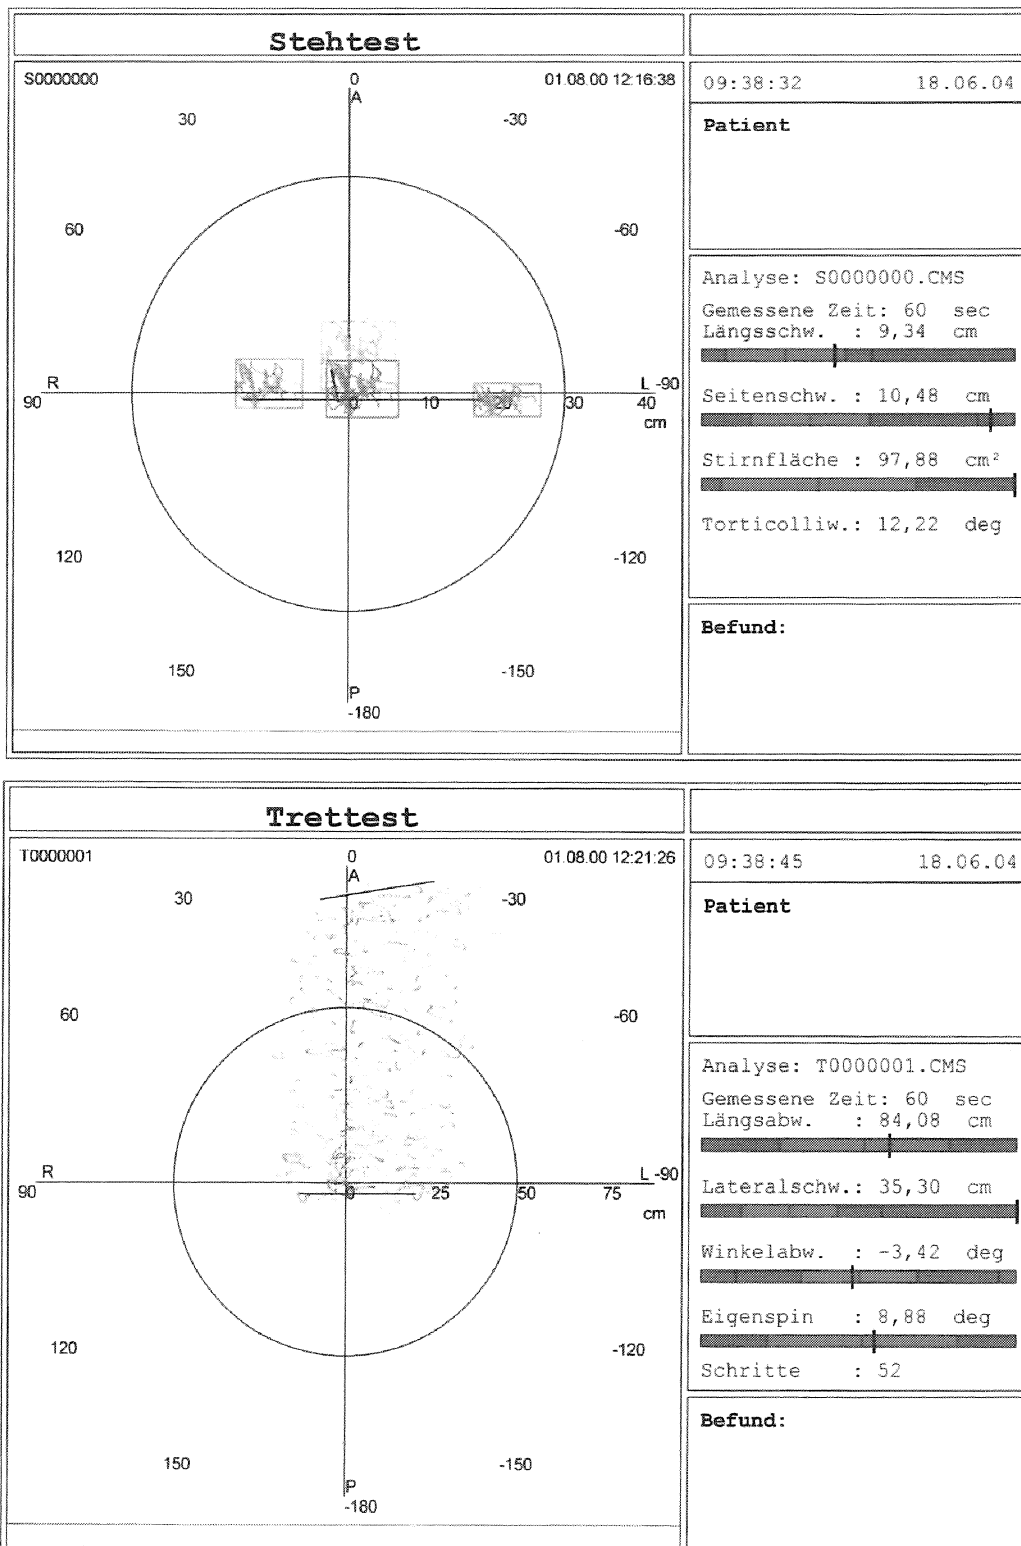 Stehtest
S0000000 0 01.08.00 12:16:38
A
30 -30
60 -60
R L -90
90 0 10 20 30 40
cm
120 -120
150 -150
P
-180
09:38:32 18.06.04
Patient
Analyse: S0000000.CMS
Gemessene Zeit: 60 sec
Längsschw. : 9,34 cm
Seitenschw. : 10,48 cm
Stirnfläche : 97,88 cm²
Torticolliw.: 12,22 deg
Befund:
Trettest
T0000001 0 01.08.00 12:21:26
A
30 -30
60 -60
R L -90
90 0 25 50 75
cm
120 -120
150 -150
P
-180
09:38:45 18.06.04
Patient
Analyse: T0000001.CMS
Gemessene Zeit: 60 sec
Längsabw. : 84,08 cm
Lateralschw.: 35,30 cm
Winkelabw. : -3,42 deg
Eigenspin : 8,88 deg
Schritte : 52
Befund: